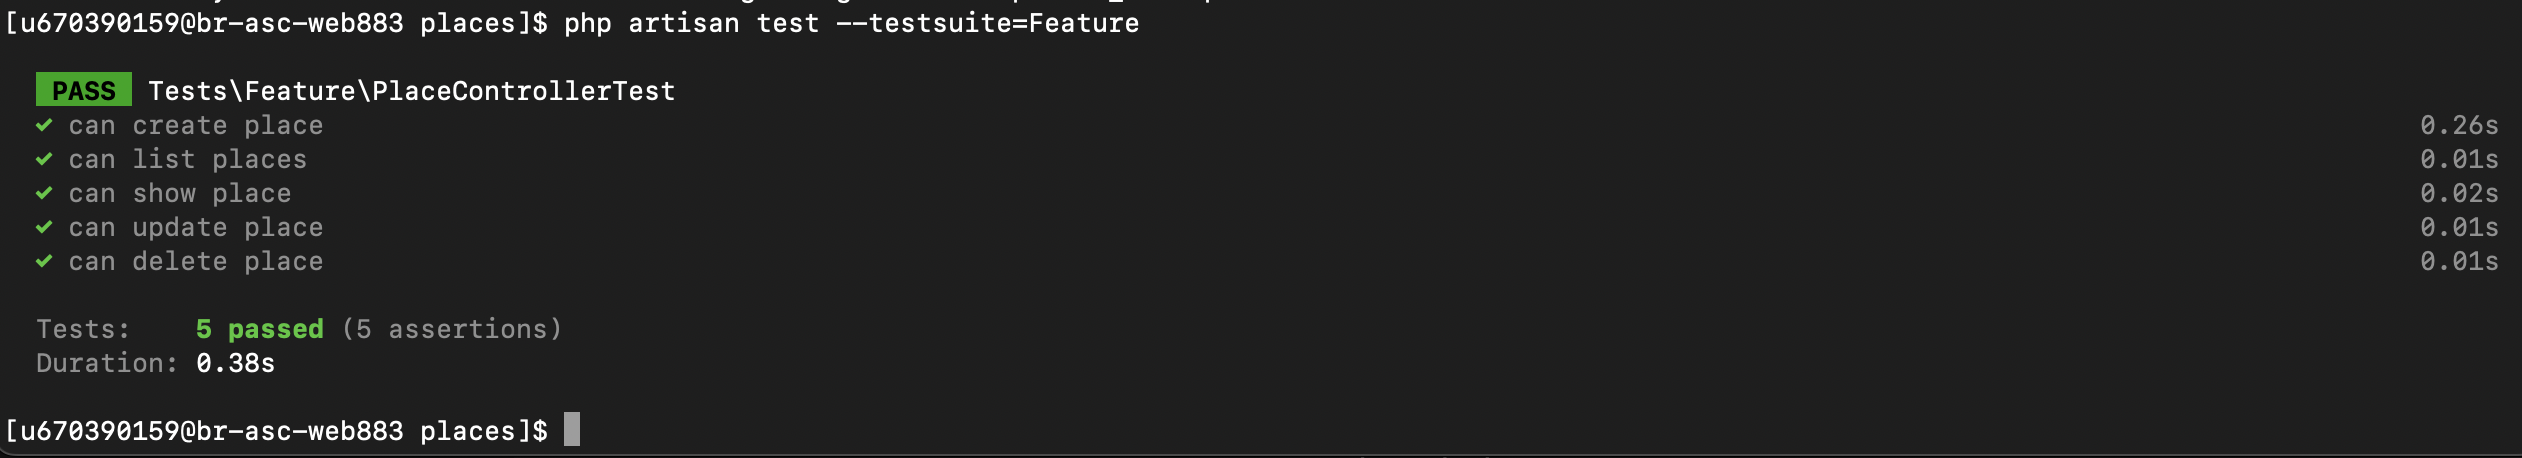 [u670390159@br-asc-web883 places]$ php artisan test --testsuite=Feature
PASS Tests\Feature\PlaceControllerTest
✓ can create place 0.26s
✓ can list places 0.01s
✓ can show place 0.02s
✓ can update place 0.01s
✓ can delete place 0.01s
Tests: 5 passed (5 assertions)
Duration: 0.38s
[u670390159@br-asc-web883 places]$